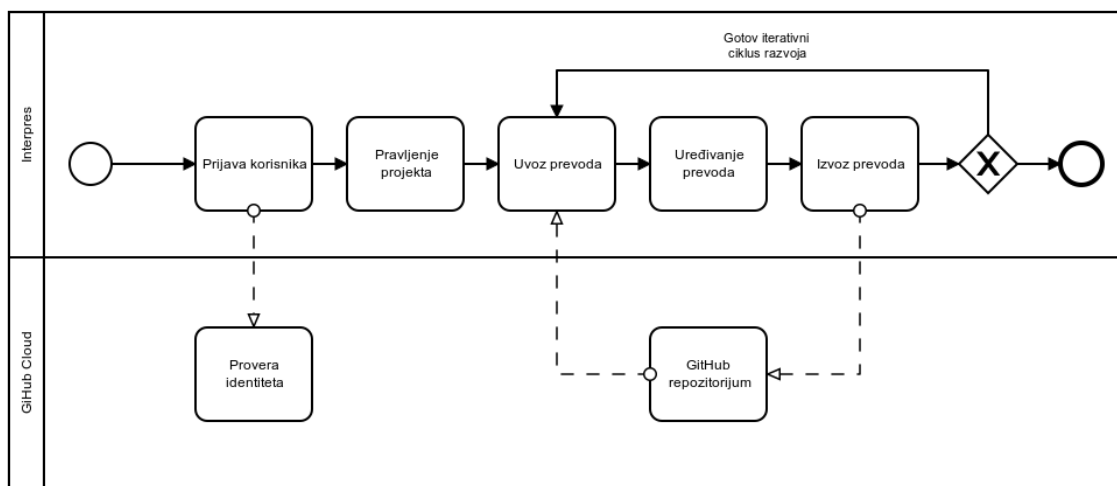 Gotov iterativni
ciklus razvoja
Interpres
Prijava korisnika
Pravljenje
projekta
Uvoz prevoda
Uređivanje
prevoda
Izvoz prevoda
X
GiHub Cloud
Provera
identiteta
GitHub
repozitorijum